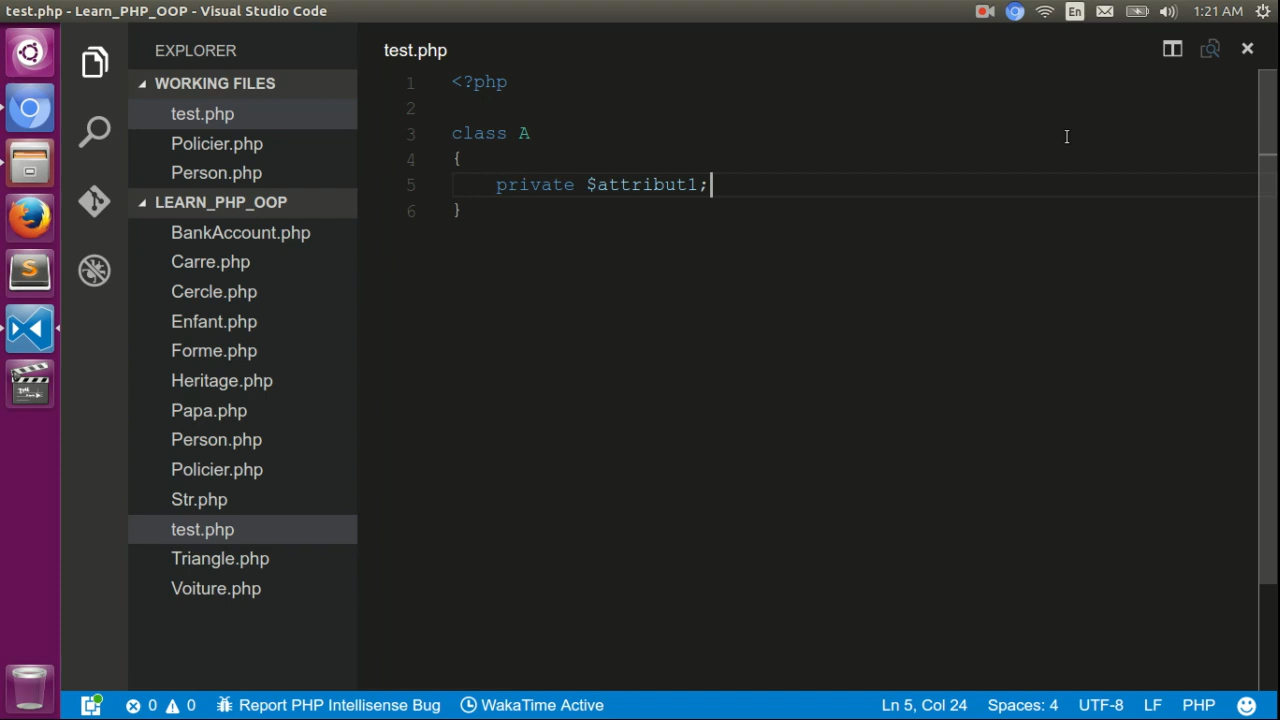 test.php - Learn_PHP_OOP - Visual Studio Code
En
1:21 AM
EXPLORER
WORKING FILES
test.php
Policier.php
Person.php
LEARN_PHP_OOP
BankAccount.php
Carre.php
Cercle.php
Enfant.php
Forme.php
Heritage.php
Papa.php
Person.php
Policier.php
Str.php
test.php
Triangle.php
Voiture.php
test.php
1 <?php
2
3 class A
4 {
5 private $attribut1;
6 }
S
0 0 Report PHP Intellisense Bug WakaTime Active Ln 5, Col 24 Spaces: 4 UTF-8 LF PHP